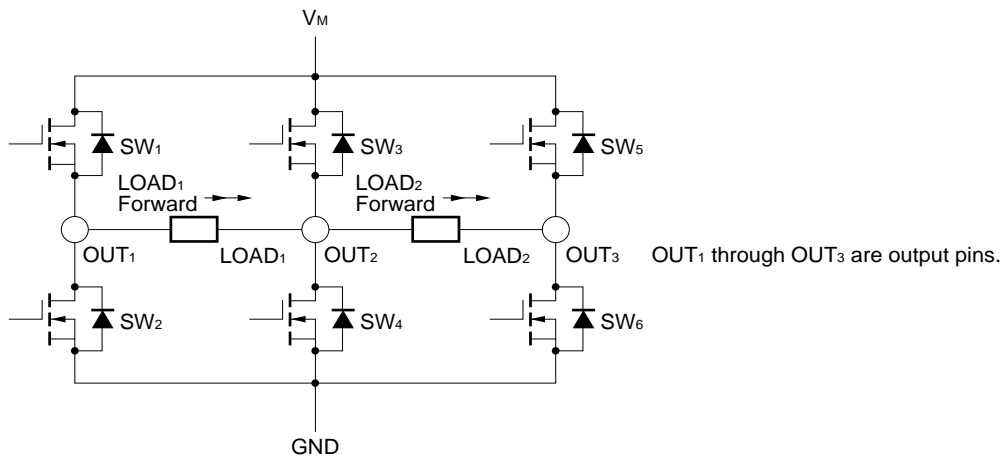 VM
SW1
SW3
SW5
LOAD1
Forward
LOAD2
Forward
OUT1
LOAD1
OUT2
LOAD2
OUT3
OUT1 through OUT3 are output pins.
SW2
SW4
SW6
GND